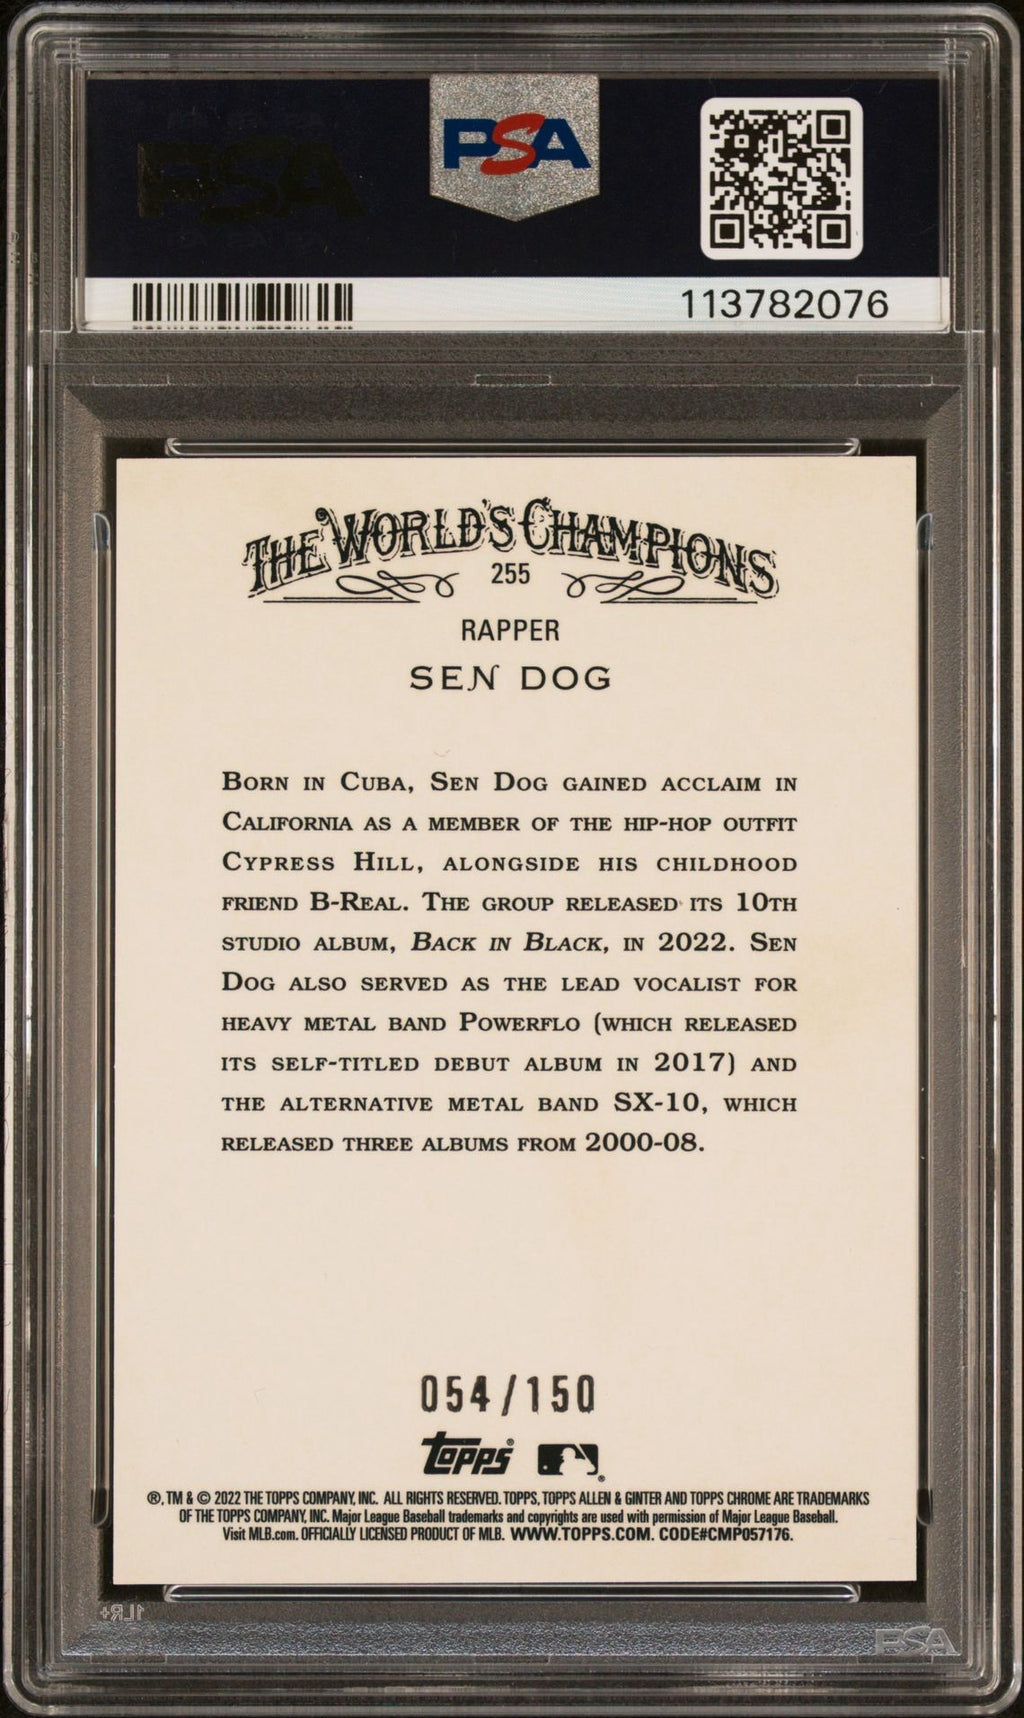 PSA
PSA
113782076
THE WORLD'S CHAMPIONS
255
RAPPER
SEN DOG
BORN IN CUBA, SEN DOG GAINED ACCLAIM IN
CALIFORNIA AS A MEMBER OF THE HIP-HOP OUTFIT
CYPRESS HILL, ALONGSIDE HIS CHILDHOOD
FRIEND B-REAL. THE GROUP RELEASED ITS 10TH
STUDIO ALBUM, BACK IN BLACK, IN 2022. SEN
DOG ALSO SERVED AS THE LEAD VOCALIST FOR
HEAVY METAL BAND POWERFLO (WHICH RELEASED
ITS SELF-TITLED DEBUT ALBUM IN 2017) AND
THE ALTERNATIVE METAL BAND SX-10, WHICH
RELEASED THREE ALBUMS FROM 2000-08.
054/150
Topps®
®, TM & © 2022 THE TOPPS COMPANY, INC. ALL RIGHTS RESERVED. TOPPS, TOPPS ALLEN & GINTER AND TOPPS CHROME ARE TRADEMARKS
OF THE TOPPS COMPANY, INC. Major League Baseball trademarks and copyrights are used with permission of Major League Baseball.
Visit MLB.com. OFFICIALLY LICENSED PRODUCT OF MLB. WWW.TOPPS.COM. CODE#CMP057176.
1LR+
PSA